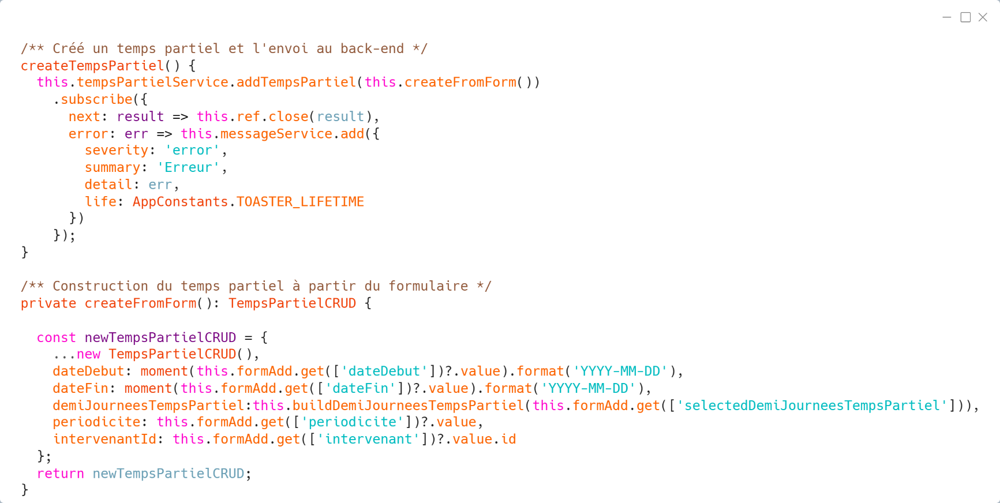 /** Créé un temps partiel et l'envoi au back-end */
createTempsPartiel() {
  this.tempsPartielService.addTempsPartiel(this.createFromForm())
    .subscribe({
      next: result => this.ref.close(result),
      error: err => this.messageService.add({
        severity: 'error',
        summary: 'Erreur',
        detail: err,
        life: AppConstants.TOASTER_LIFETIME
      })
    });
}

/** Construction du temps partiel à partir du formulaire */
private createFromForm(): TempsPartielCRUD {

  const newTempsPartielCRUD = {
    ...new TempsPartielCRUD(),
    dateDebut: moment(this.formAdd.get(['dateDebut'])?.value).format('YYYY-MM-DD'),
    dateFin: moment(this.formAdd.get(['dateFin'])?.value).format('YYYY-MM-DD'),
    demiJourneesTempsPartiel:this.buildDemiJourneesTempsPartiel(this.formAdd.get(['selectedDemiJourneesTempsPartiel'])),
    periodicite: this.formAdd.get(['periodicite'])?.value,
    intervenantId: this.formAdd.get(['intervenant'])?.value.id
  };
  return newTempsPartielCRUD;
}